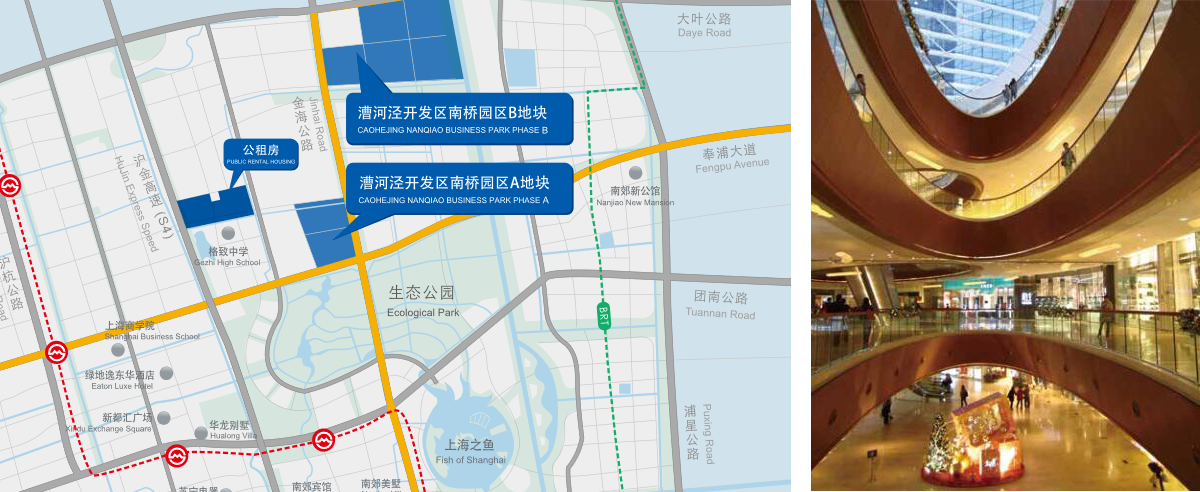 大叶公路
Daye Road
金海公路
Jinhai Road
漕河泾开发区南桥园区B地块
CAOHEJING NANQIAO BUSINESS PARK PHASE B
公租房
PUBLIC RENTAL HOUSING
奉浦大道
Fengpu Avenue
漕河泾开发区南桥园区A地块
CAOHEJING NANQIAO BUSINESS PARK PHASE A
南郊新公馆
Nanjiao New Mansion
沪金高速（S4）
HuJin Express Speed
格致中学
Gezhi High School
沪杭公路
Road
生态公园
Ecological Park
团南公路
Tuannan Road
BRT
上海商学院
Shanghai Business School
绿地逸东华酒店
Eaton Luxe Hotel
新都汇广场
Xindu Exchange Square
华龙别墅
Hualong Villa
浦星公路
Puxing Road
上海之鱼
Fish of Shanghai
南郊宾馆
南郊美墅